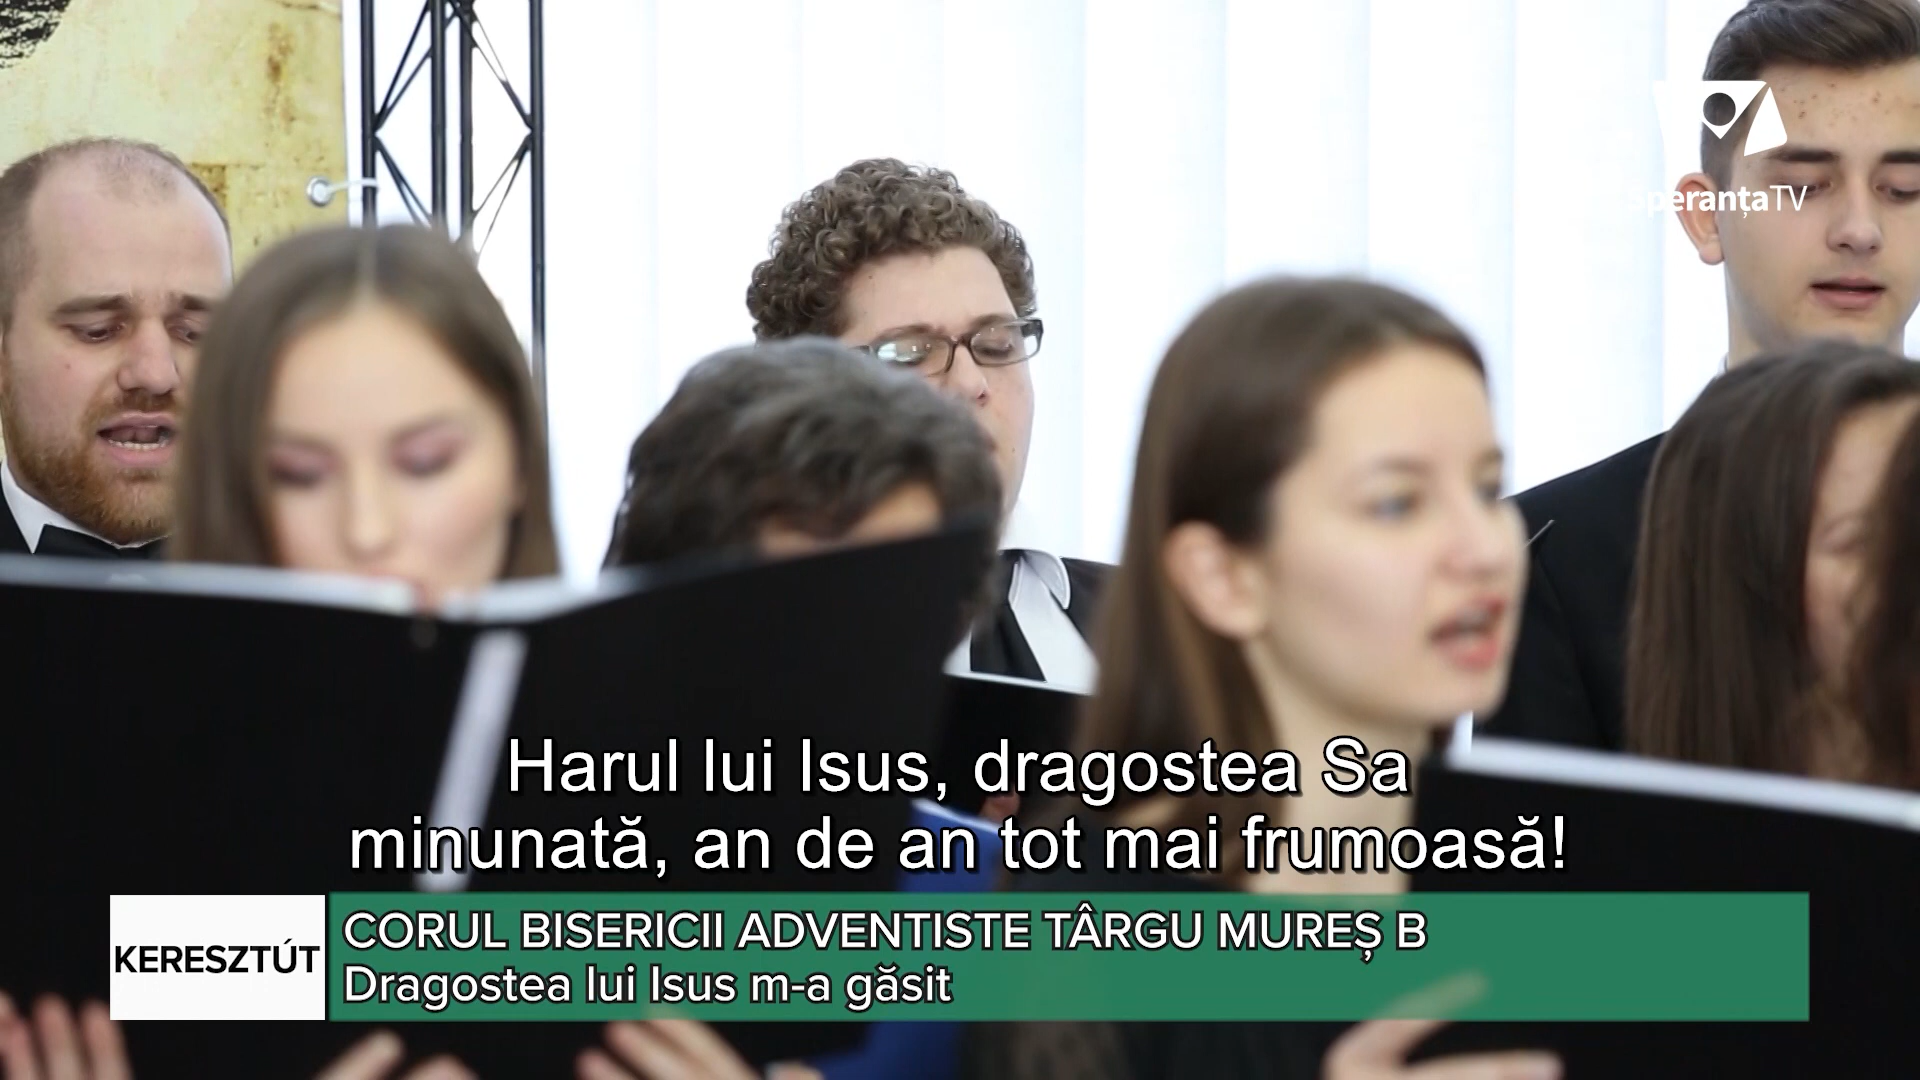 SperanțaTV
Harul lui Isus, dragostea Sa
minunată, an de an tot mai frumoasă!
KERESZTÚT
CORUL BISERICII ADVENTISTE TÂRGU MUREȘ B
Dragostea lui Isus m-a găsit